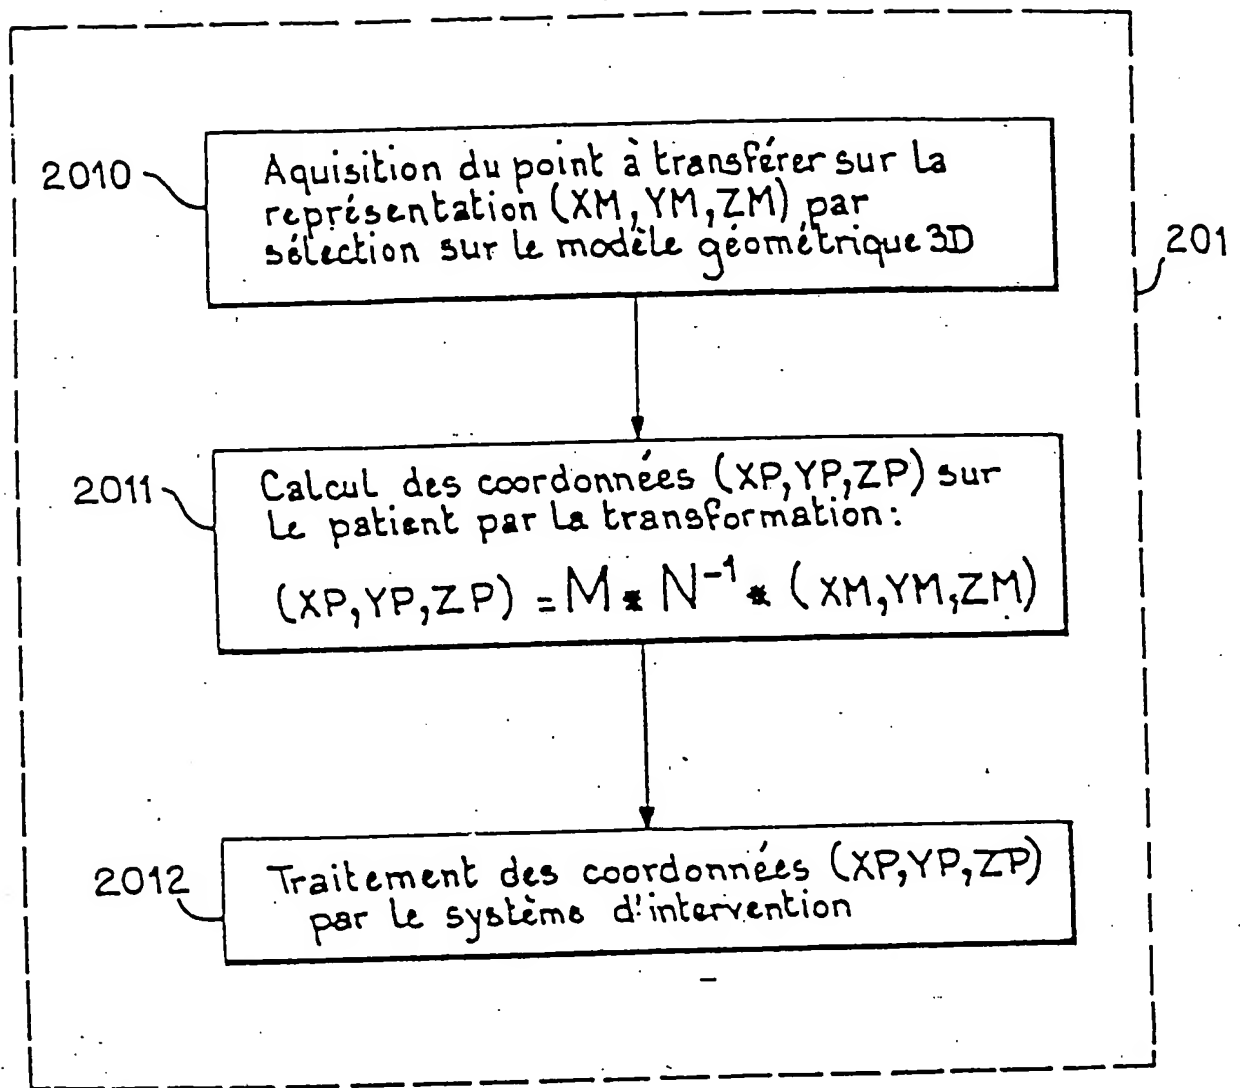 2010
Aquisition du point à transférer sur la
représentation (XM,YM,ZM) par
sélection sur le modèle géométrique 3D
201
2011
Calcul des coordonnées (XP,YP,ZP) sur
le patient par la transformation:
(XP,YP,ZP) = M * N⁻¹ * (XM,YM,ZM)
2012
Traitement des coordonnées (XP,YP,ZP)
par le système d'intervention